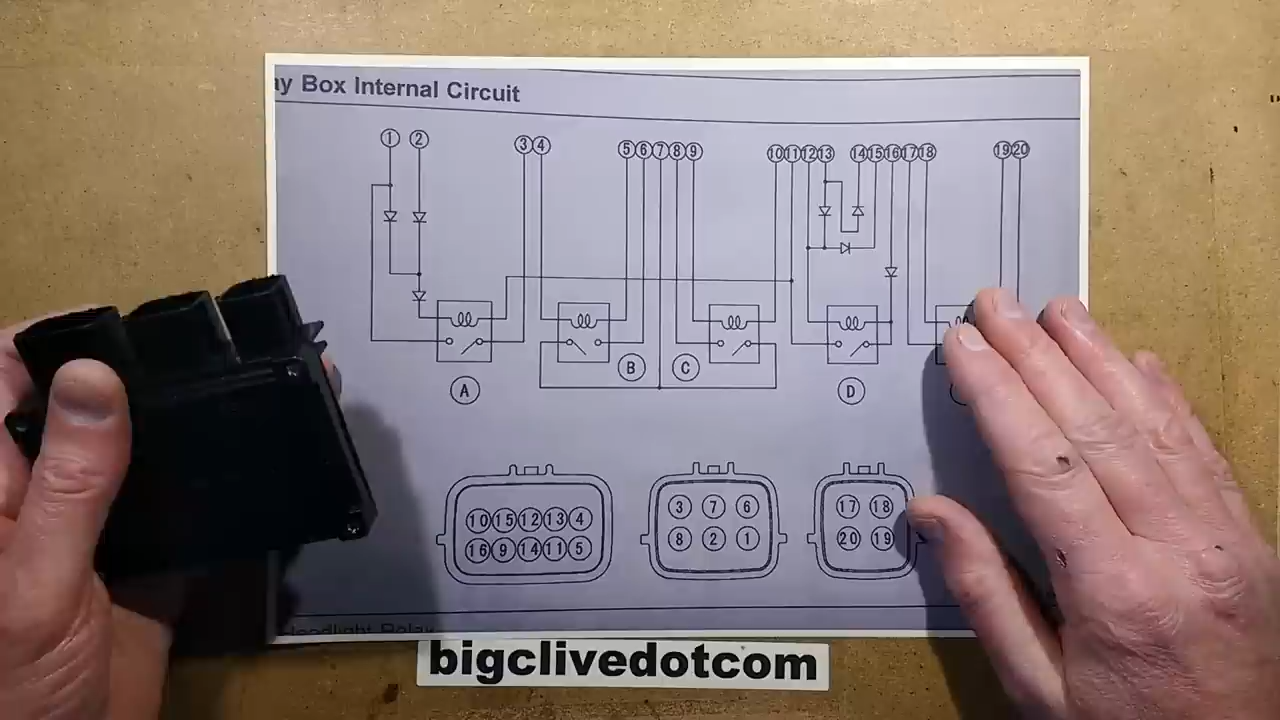 ay Box Internal Circuit
1 2 3 4 5 6 7 8 9 10 11 12 13 14 15 16 17 18 19 20
B C
A D
10 15 12 13 4 3 7 6 17 18
16 9 14 11 5 8 2 1 20 19
Headlight Relay
bigclivedotcom